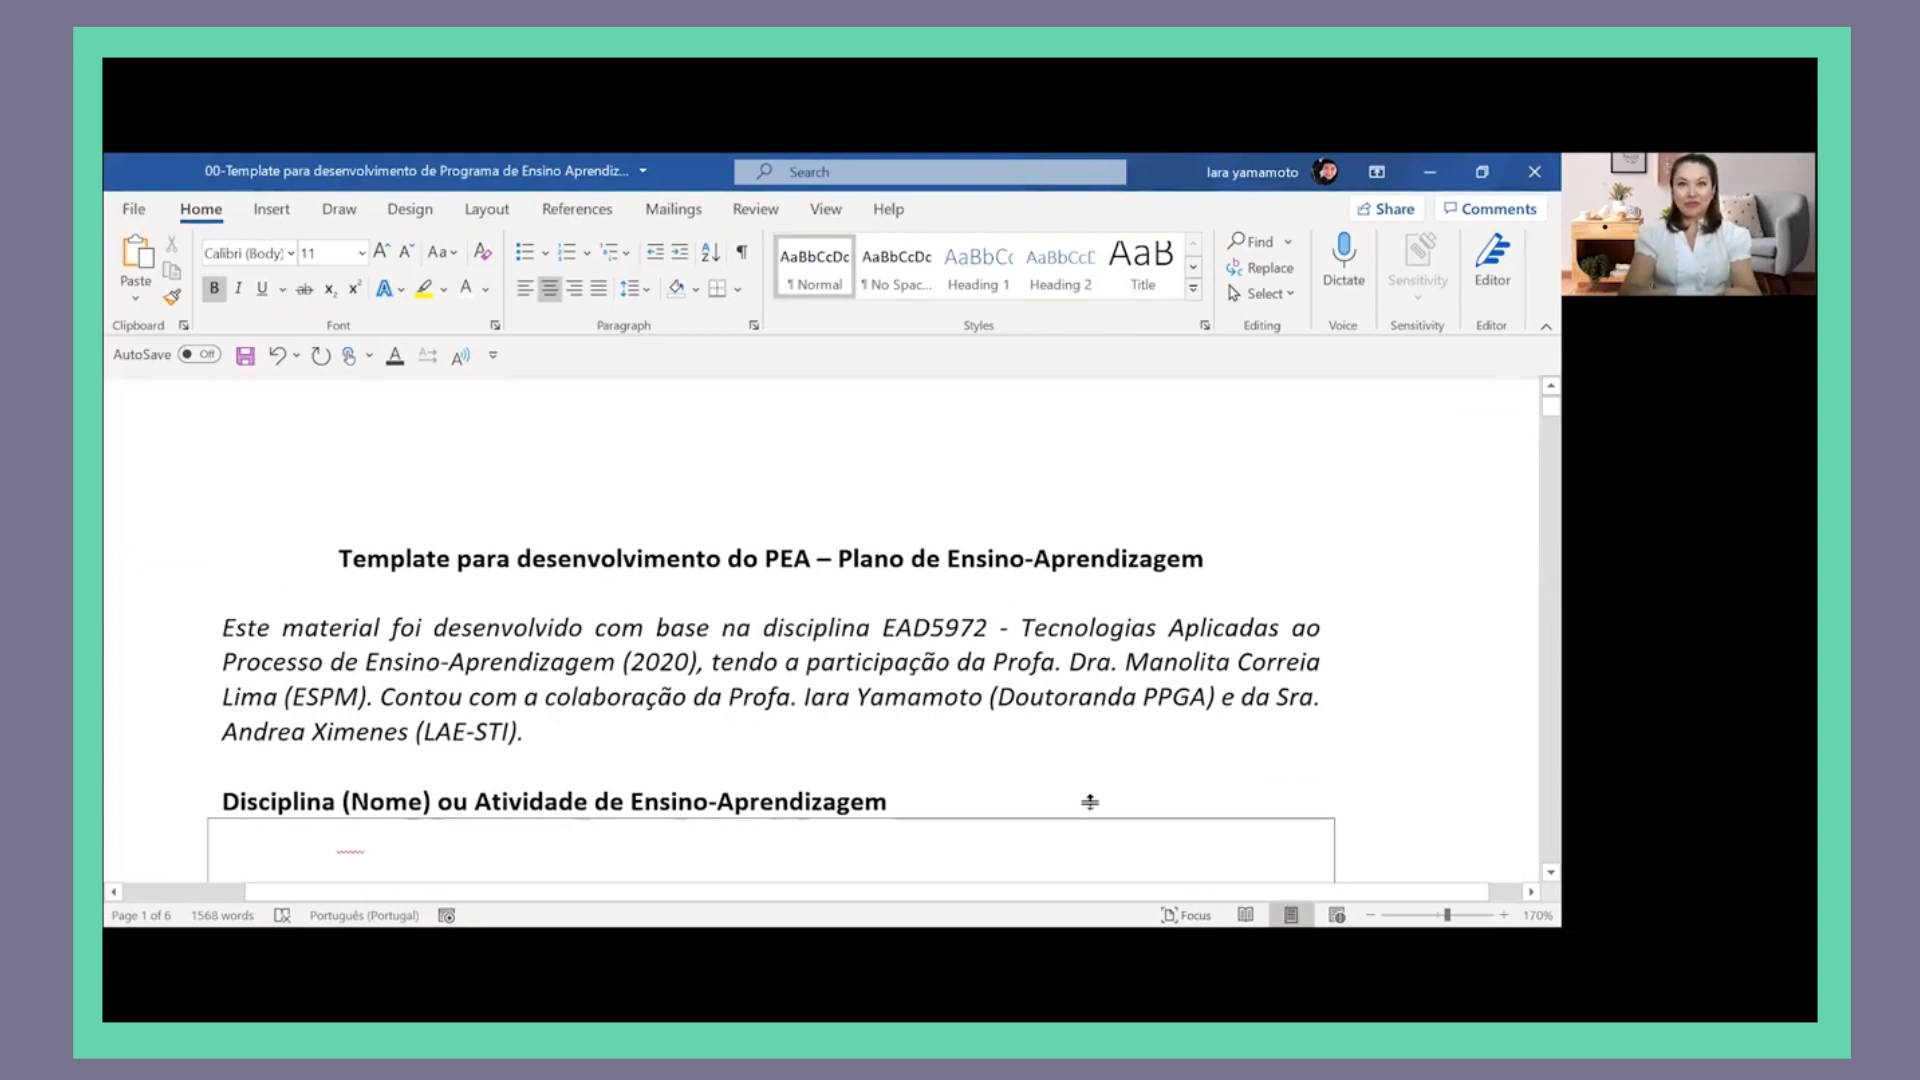 00-Template para desenvolvimento de Programa de Ensino Aprendiz...
Search
Iara yamamoto
File Home Insert Draw Design Layout References Mailings Review View Help
Share Comments
Calibri (Body) 11
Aa
Paste
AaBbCcDc AaBbCcDc AaBbCc AaBbCcD AaB
¶ Normal ¶ No Spac... Heading 1 Heading 2 Title
Find
Replace
Select
Dictate
Sensitivity
Editor
Clipboard Font Paragraph Styles Editing Voice Sensitivity Editor
AutoSave Off
Template para desenvolvimento do PEA – Plano de Ensino-Aprendizagem
Este material foi desenvolvido com base na disciplina EAD5972 - Tecnologias Aplicadas ao
Processo de Ensino-Aprendizagem (2020), tendo a participação da Profa. Dra. Manolita Correia
Lima (ESPM). Contou com a colaboração da Profa. Iara Yamamoto (Doutoranda PPGA) e da Sra.
Andrea Ximenes (LAE-STI).
Disciplina (Nome) ou Atividade de Ensino-Aprendizagem
Page 1 of 6 1568 words Português (Portugal) Focus 170%